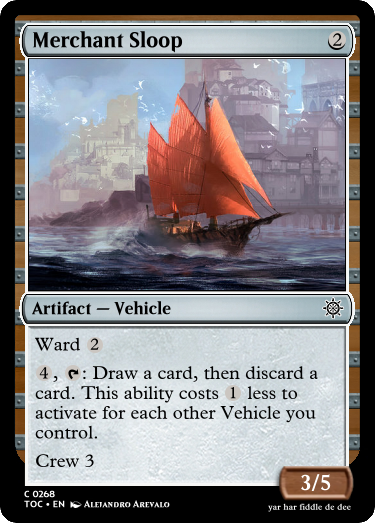 Merchant Sloop 2
Artifact — Vehicle
Ward 2
4, : Draw a card, then discard a
card. This ability costs 1 less to
activate for each other Vehicle you
control.
Crew 3
3/5
C 0268
TOC • EN Alejandro Arevalo
yar har fiddle de dee